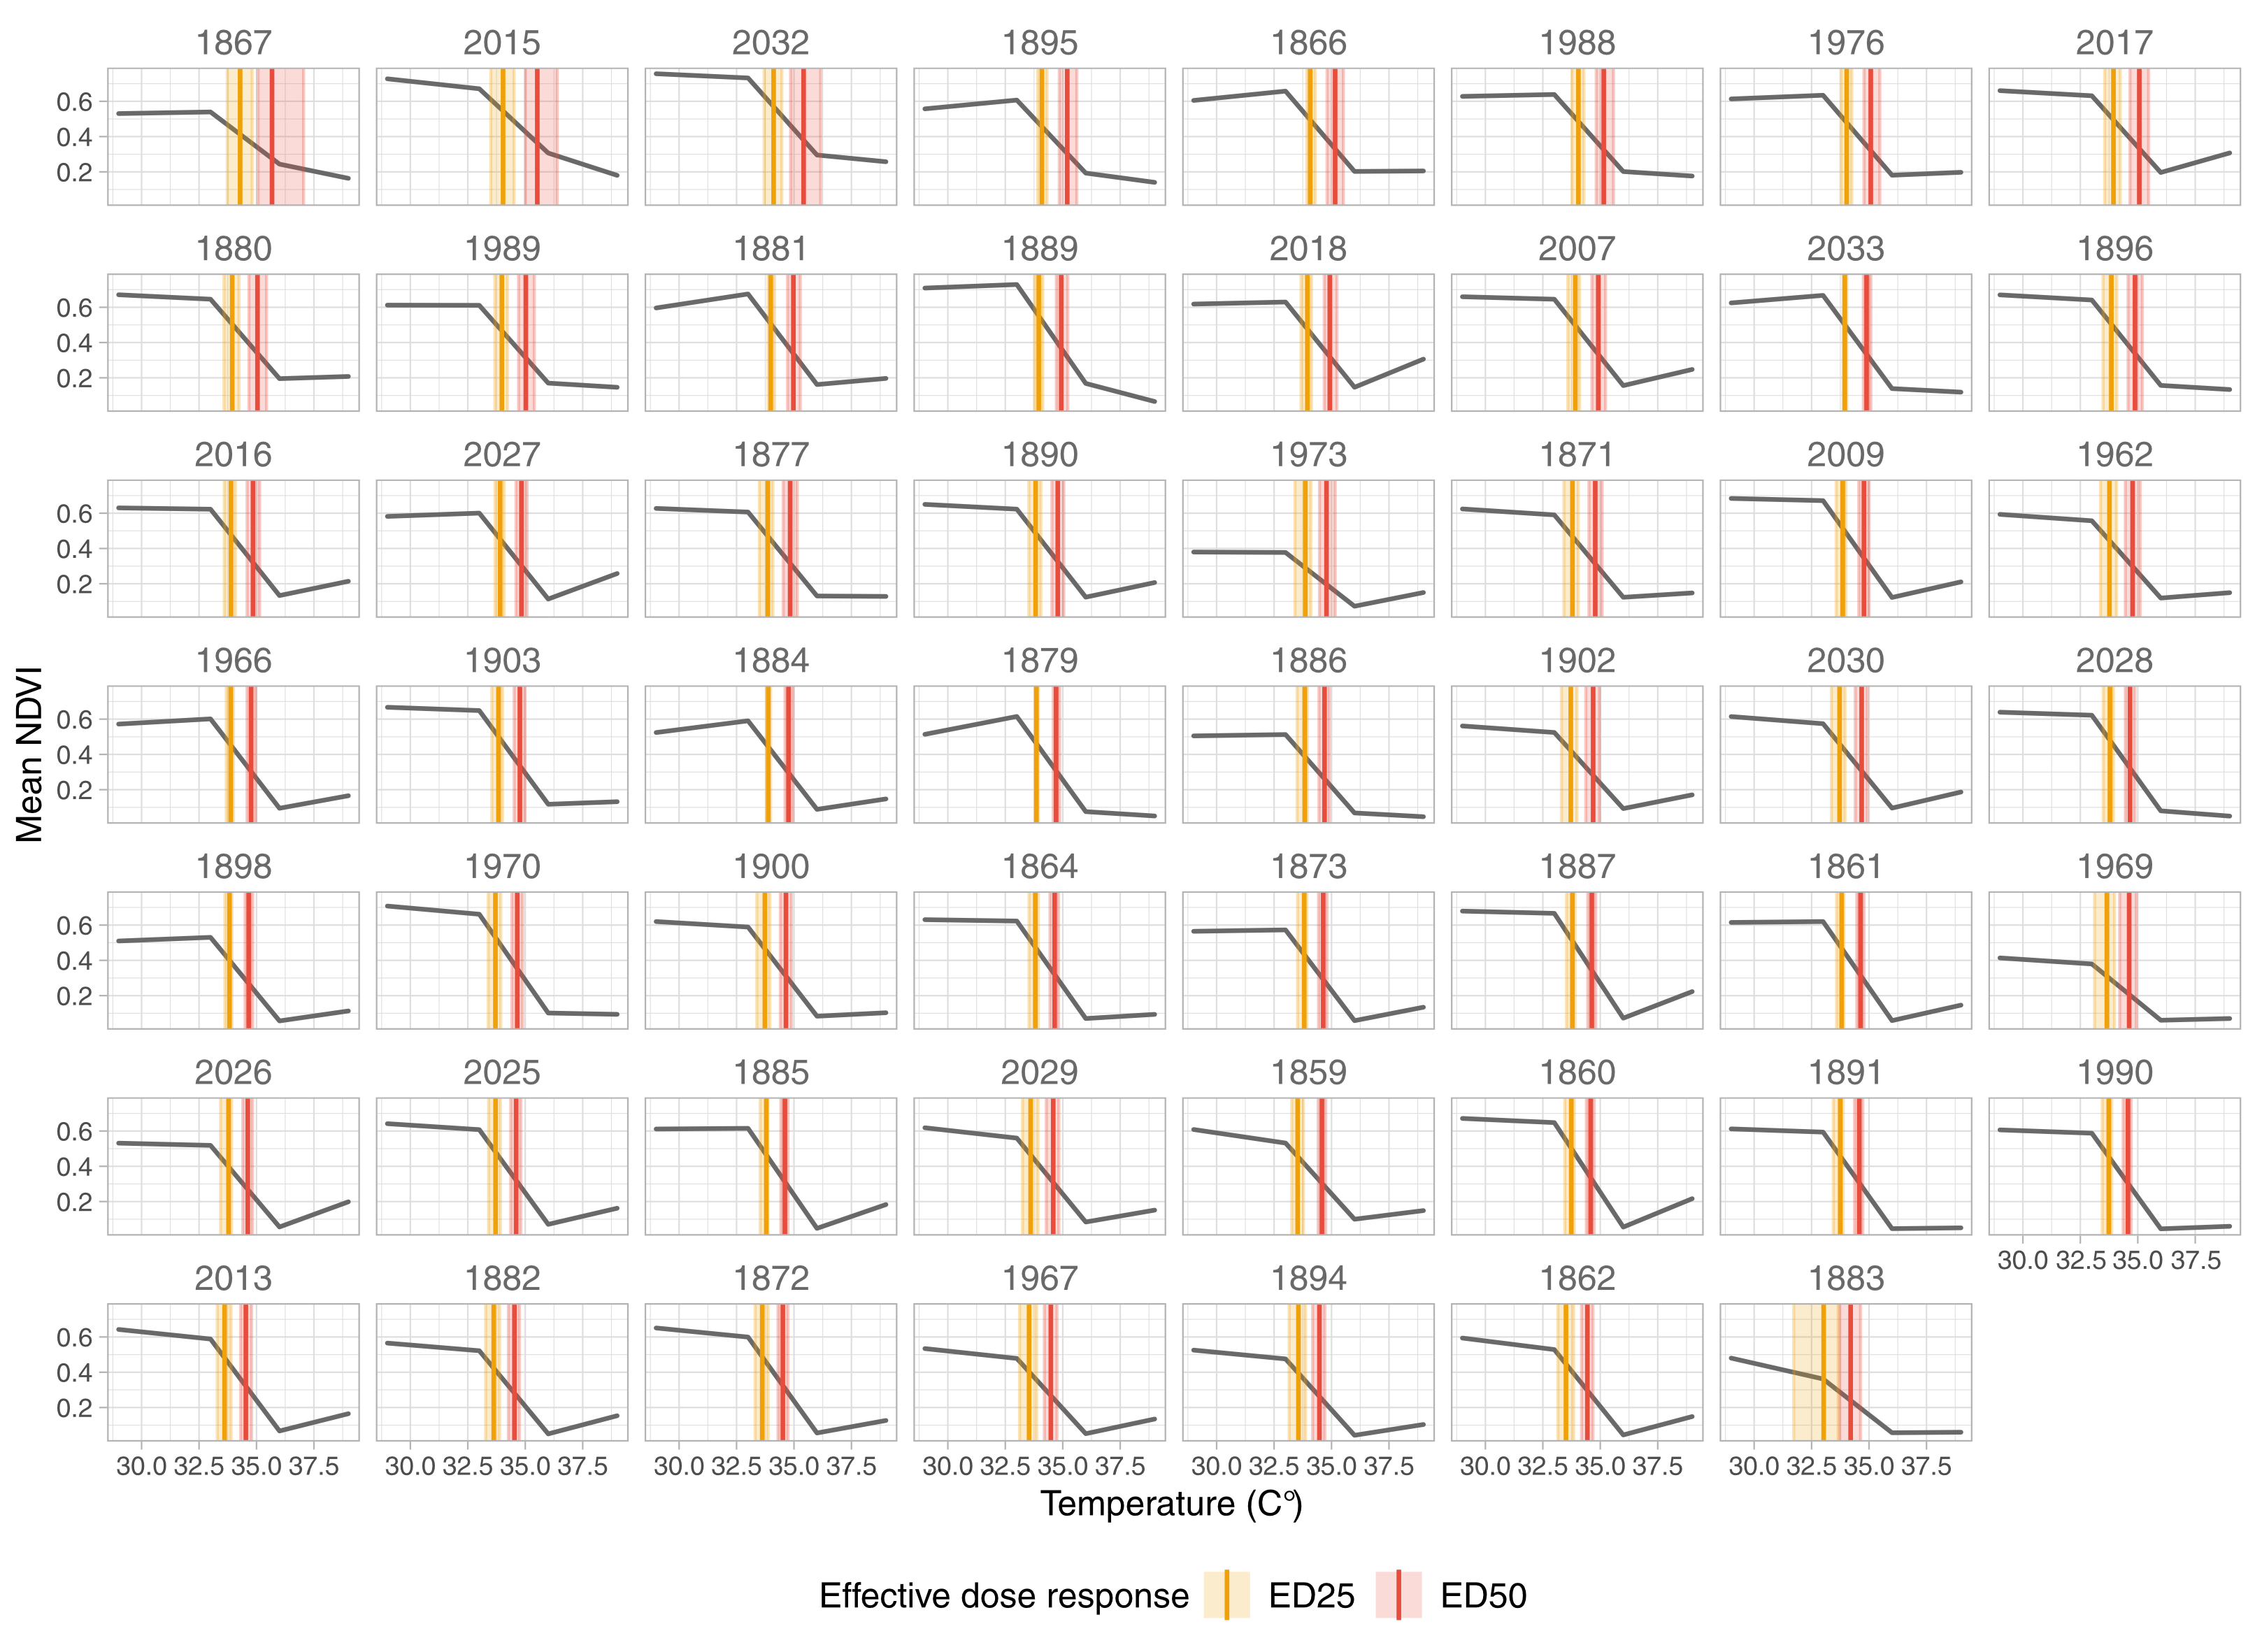 1867 2015 2032 1895 1866 1988 1976 2017
0.6
0.4
0.2
1880 1989 1881 1889 2018 2007 2033 1896
0.6
0.4
0.2
2016 2027 1877 1890 1973 1871 2009 1962
0.6
0.4
0.2
1966 1903 1884 1879 1886 1902 2030 2028
0.6
0.4
0.2
Mean NDVI
1898 1970 1900 1864 1873 1887 1861 1969
0.6
0.4
0.2
2026 2025 1885 2029 1859 1860 1891 1990
0.6
0.4
0.2
30.0 32.5 35.0 37.5
2013 1882 1872 1967 1894 1862 1883
0.6
0.4
0.2
30.0 32.5 35.0 37.5 30.0 32.5 35.0 37.5 30.0 32.5 35.0 37.5 30.0 32.5 35.0 37.5 30.0 32.5 35.0 37.5 30.0 32.5 35.0 37.5 30.0 32.5 35.0 37.5
Temperature (C°)
Effective dose response ED25 ED50